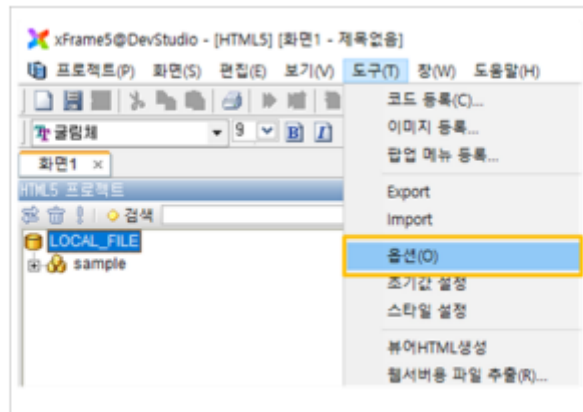 xFrame5@DevStudio - [HTML5] [화면1 - 제목없음]
프로젝트(P) 화면(S) 편집(E) 보기(V) 도구(T) 창(W) 도움말(H)
굴림체 9 B I
화면1 ×
HTML5 프로젝트
검색
LOCAL_FILE
sample
코드 등록(C)...
이미지 등록...
팝업 메뉴 등록...
Export
Import
옵션(O)
초기값 설정
스타일 설정
뷰어HTML생성
웹서버용 파일 추출(R)...